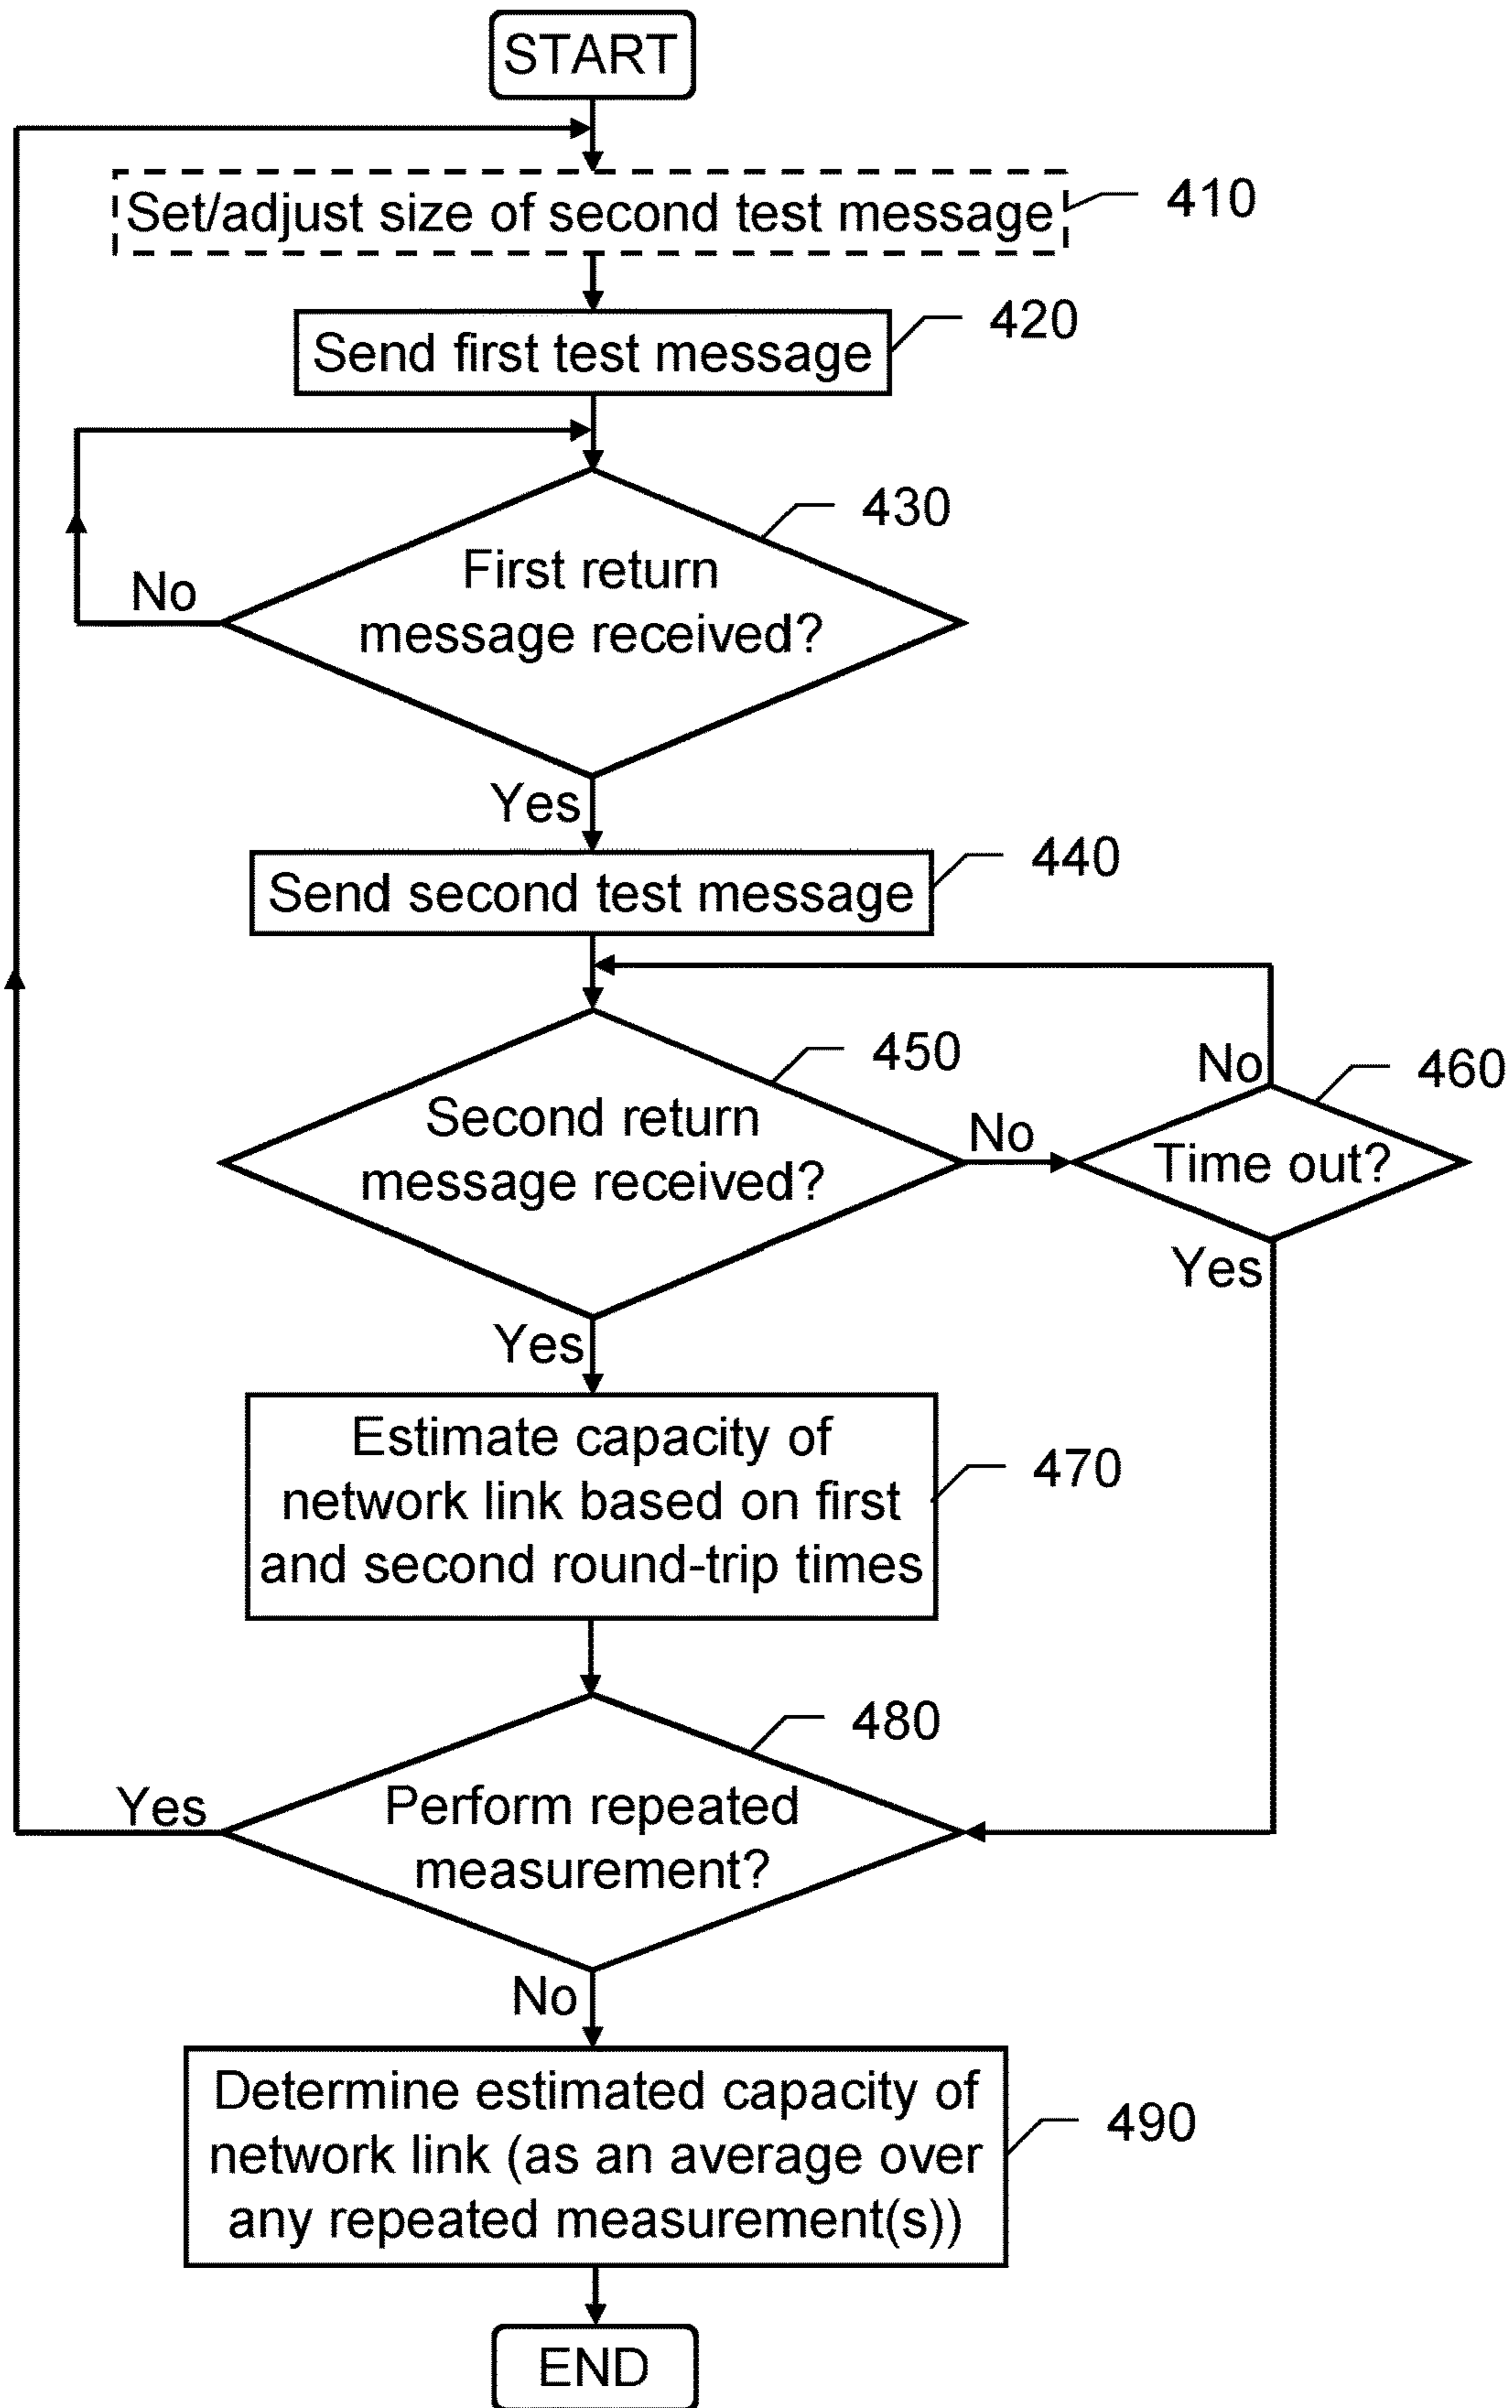 START
Set/adjust size of second test message
410
Send first test message
420
430
First return
message received?
No
Yes
Send second test message
440
450
Second return
message received?
No
No
460
Time out?
Yes
Yes
Estimate capacity of
network link based on first
and second round-trip times
470
480
Perform repeated
measurement?
Yes
No
Determine estimated capacity of
network link (as an average over
any repeated measurement(s))
490
END